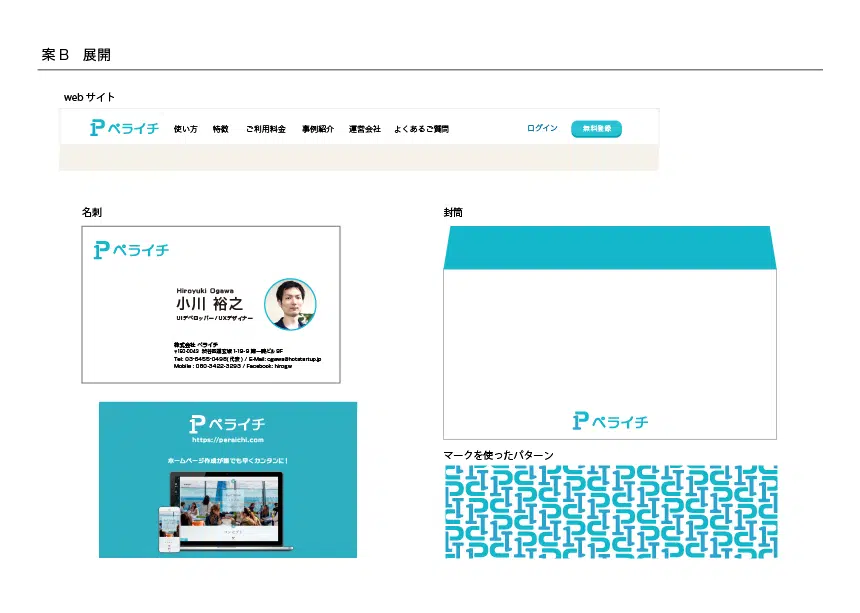 案B 展開
webサイト
ペライチ 使い方 特徴 ご利用料金 事例紹介 運営会社 よくあるご質問 ログイン 無料登録
名刺
ペライチ
Hiroyuki Ogawa
小川 裕之
UIデベロッパー / UXデザイナー
株式会社 ペライチ
Tel: 03-6455-0498(代表) / E-Mail: ogawa@hotstartup.jp
Mobile : 080-3422-3293 / Facebook: hirogw
ペライチ
https://peraichi.com
ホームページ作成が誰でも早くカンタンに!
封筒
ペライチ
マークを使ったパターン